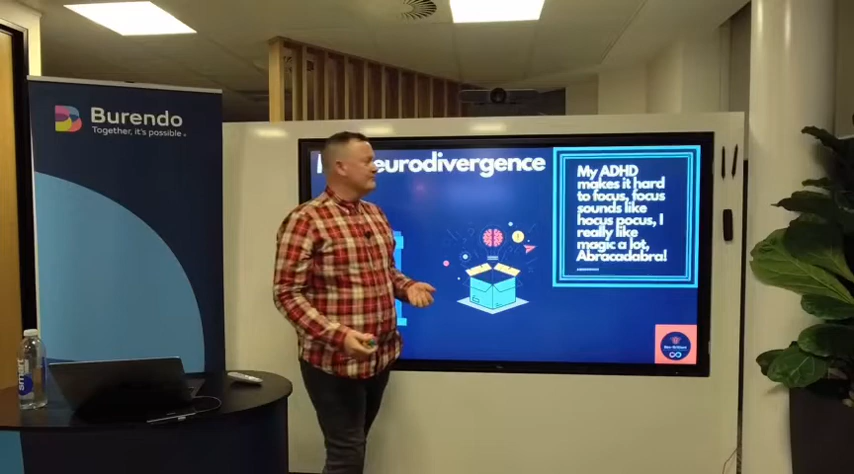 Burendo
Together, it's possible.
eurodivergence
My ADHD
makes it hard
to focus, focus
sounds like
hocus pocus, I
really like
magic a lot,
Abracadabra!